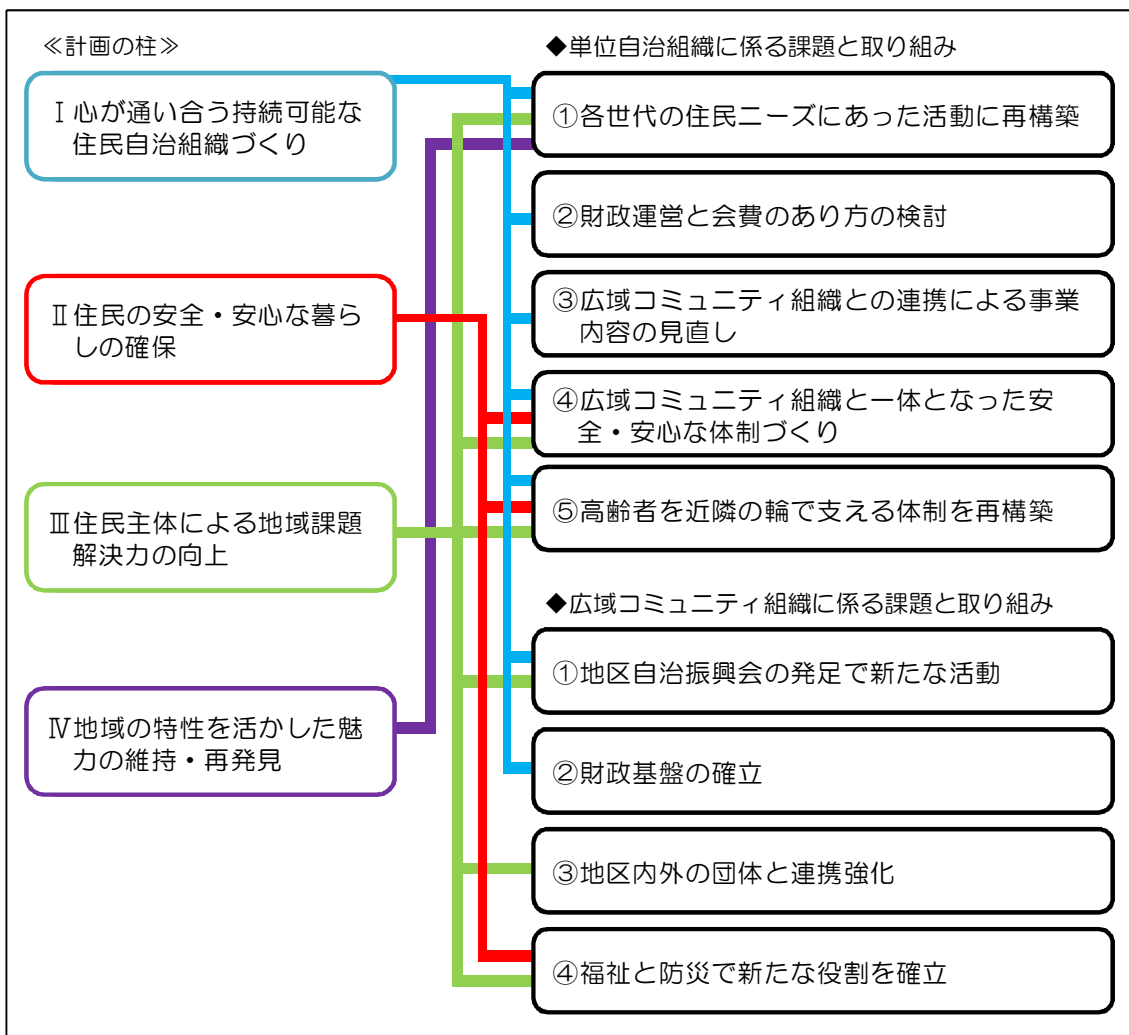 ≪計画の柱≫
Ⅰ心が通い合う持続可能な
住民自治組織づくり
Ⅱ住民の安全・安心な暮ら
しの確保
Ⅲ住民主体による地域課題
解決力の向上
Ⅳ地域の特性を活かした魅
力の維持・再発見
◆単位自治組織に係る課題と取り組み
①各世代の住民ニーズにあった活動に再構築
②財政運営と会費のあり方の検討
③広域コミュニティ組織との連携による事業
内容の見直し
④広域コミュニティ組織と一体となった安
全・安心な体制づくり
⑤高齢者を近隣の輪で支える体制を再構築
◆広域コミュニティ組織に係る課題と取り組み
①地区自治振興会の発足で新たな活動
②財政基盤の確立
③地区内外の団体と連携強化
④福祉と防災で新たな役割を確立